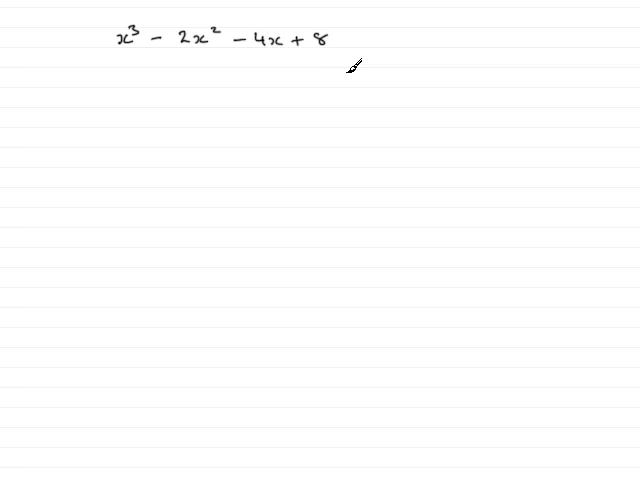 x³ - 2x² - 4x + 8